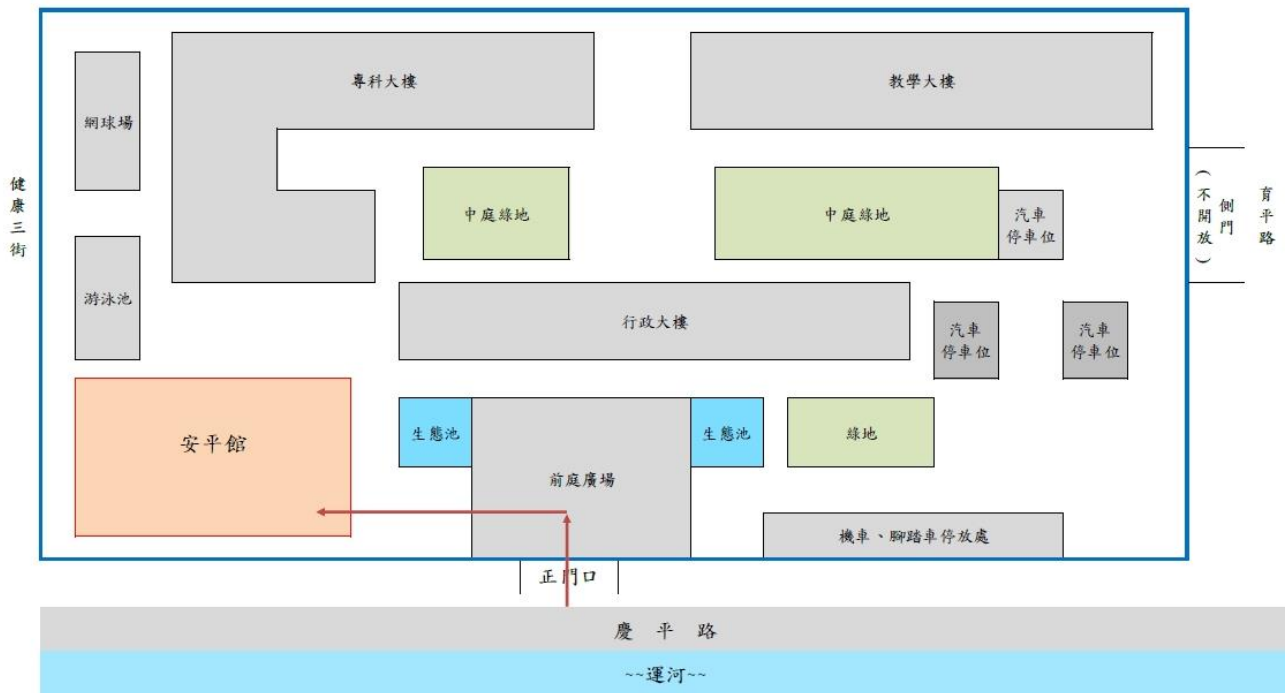 專科大樓
教學大樓
網球場
健康三街
中庭綠地
中庭綠地
汽車
停車位
側門
(不開放)
育平路
游泳池
行政大樓
汽車
停車位
汽車
停車位
安平館
生態池
前庭廣場
生態池
綠地
機車、腳踏車停放處
正門口
慶 平 路
~~運河~~